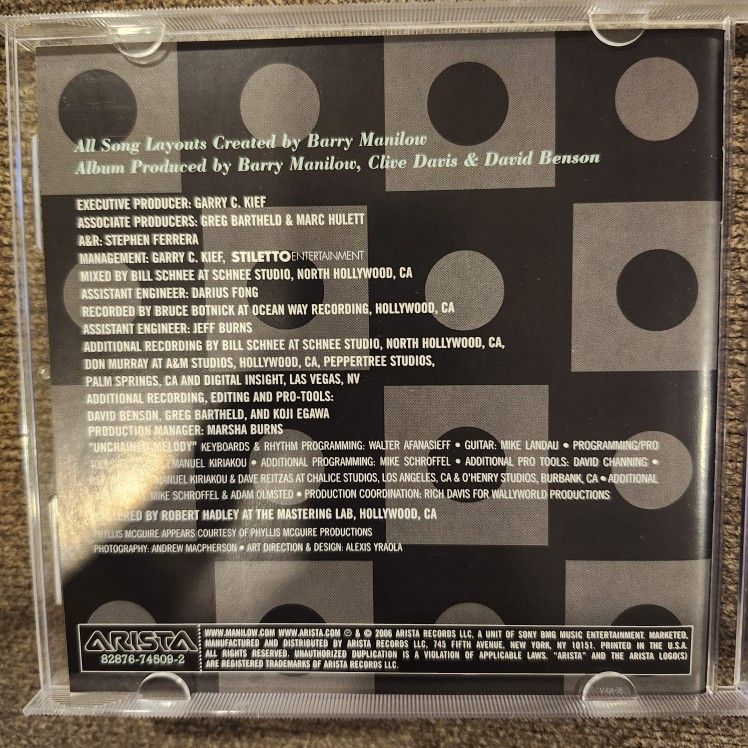 All Song Layouts Created by Barry Manilow
Album Produced by Barry Manilow, Clive Davis & David Benson
EXECUTIVE PRODUCER: GARRY C. KIEF
ASSOCIATE PRODUCERS: GREG BARTHELD & MARC HULETT
A&R: STEPHEN FERRERA
MANAGEMENT: GARRY C. KIEF, STILETTOENTERTAINMENT
MIXED BY BILL SCHNEE AT SCHNEE STUDIO, NORTH HOLLYWOOD, CA
ASSISTANT ENGINEER: DARIUS FONG
RECORDED BY BRUCE BOTNICK AT OCEAN WAY RECORDING, HOLLYWOOD, CA
ASSISTANT ENGINEER: JEFF BURNS
ADDITIONAL RECORDING BY BILL SCHNEE AT SCHNEE STUDIO, NORTH HOLLYWOOD, CA,
DON MURRAY AT A&M STUDIOS, HOLLYWOOD, CA, PEPPERTREE STUDIOS,
PALM SPRINGS, CA AND DIGITAL INSIGHT, LAS VEGAS, NV
ADDITIONAL RECORDING, EDITING AND PRO-TOOLS:
DAVID BENSON, GREG BARTHELD, AND KOJI EGAWA
PRODUCTION MANAGER: MARSHA BURNS
"UNCHAINED MELODY" KEYBOARDS & RHYTHM PROGRAMMING: WALTER AFANASIEFF • GUITAR: MIKE LANDAU • PROGRAMMING/PRO
EMANUEL KIRIAKOU • ADDITIONAL PROGRAMMING: MIKE SCHROFFEL • ADDITIONAL PRO TOOLS: DAVID CHANNING •
KIRIAKOU & DAVE REITZAS AT CHALICE STUDIOS, LOS ANGELES, CA & O'HENRY STUDIOS, BURBANK, CA • ADDITIONAL
MIKE SCHROFFEL & ADAM OLMSTED • PRODUCTION COORDINATION: RICH DAVIS FOR WALLYWORLD PRODUCTIONS
BY ROBERT HADLEY AT THE MASTERING LAB, HOLLYWOOD, CA
PHYLLIS MCGUIRE APPEARS COURTESY OF PHYLLIS MCGUIRE PRODUCTIONS
PHOTOGRAPHY: ANDREW MACPHERSON • ART DIRECTION & DESIGN: ALEXIS YRAOLA
ARISTA
82876-74509-2
WWW.MANILOW.COM WWW.ARISTA.COM ℗ & © 2006 ARISTA RECORDS LLC, A UNIT OF SONY BMG MUSIC ENTERTAINMENT. MARKETED,
MANUFACTURED AND DISTRIBUTED BY ARISTA RECORDS LLC, 745 FIFTH AVENUE, NEW YORK, NY 10151. PRINTED IN THE U.S.A.
ALL RIGHTS RESERVED. UNAUTHORIZED DUPLICATION IS A VIOLATION OF APPLICABLE LAWS. "ARISTA" AND THE ARISTA LOGO(S)
ARE REGISTERED TRADEMARKS OF ARISTA RECORDS LLC.